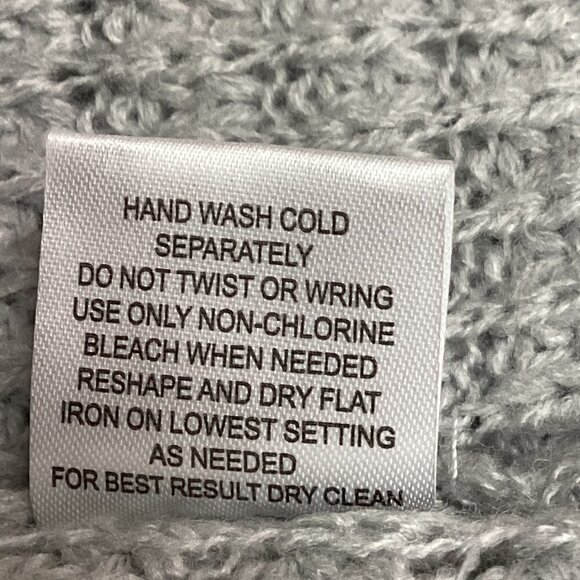 HAND WASH COLD
SEPARATELY
DO NOT TWIST OR WRING
USE ONLY NON-CHLORINE
BLEACH WHEN NEEDED
RESHAPE AND DRY FLAT
IRON ON LOWEST SETTING
AS NEEDED
FOR BEST RESULT DRY CLEAN